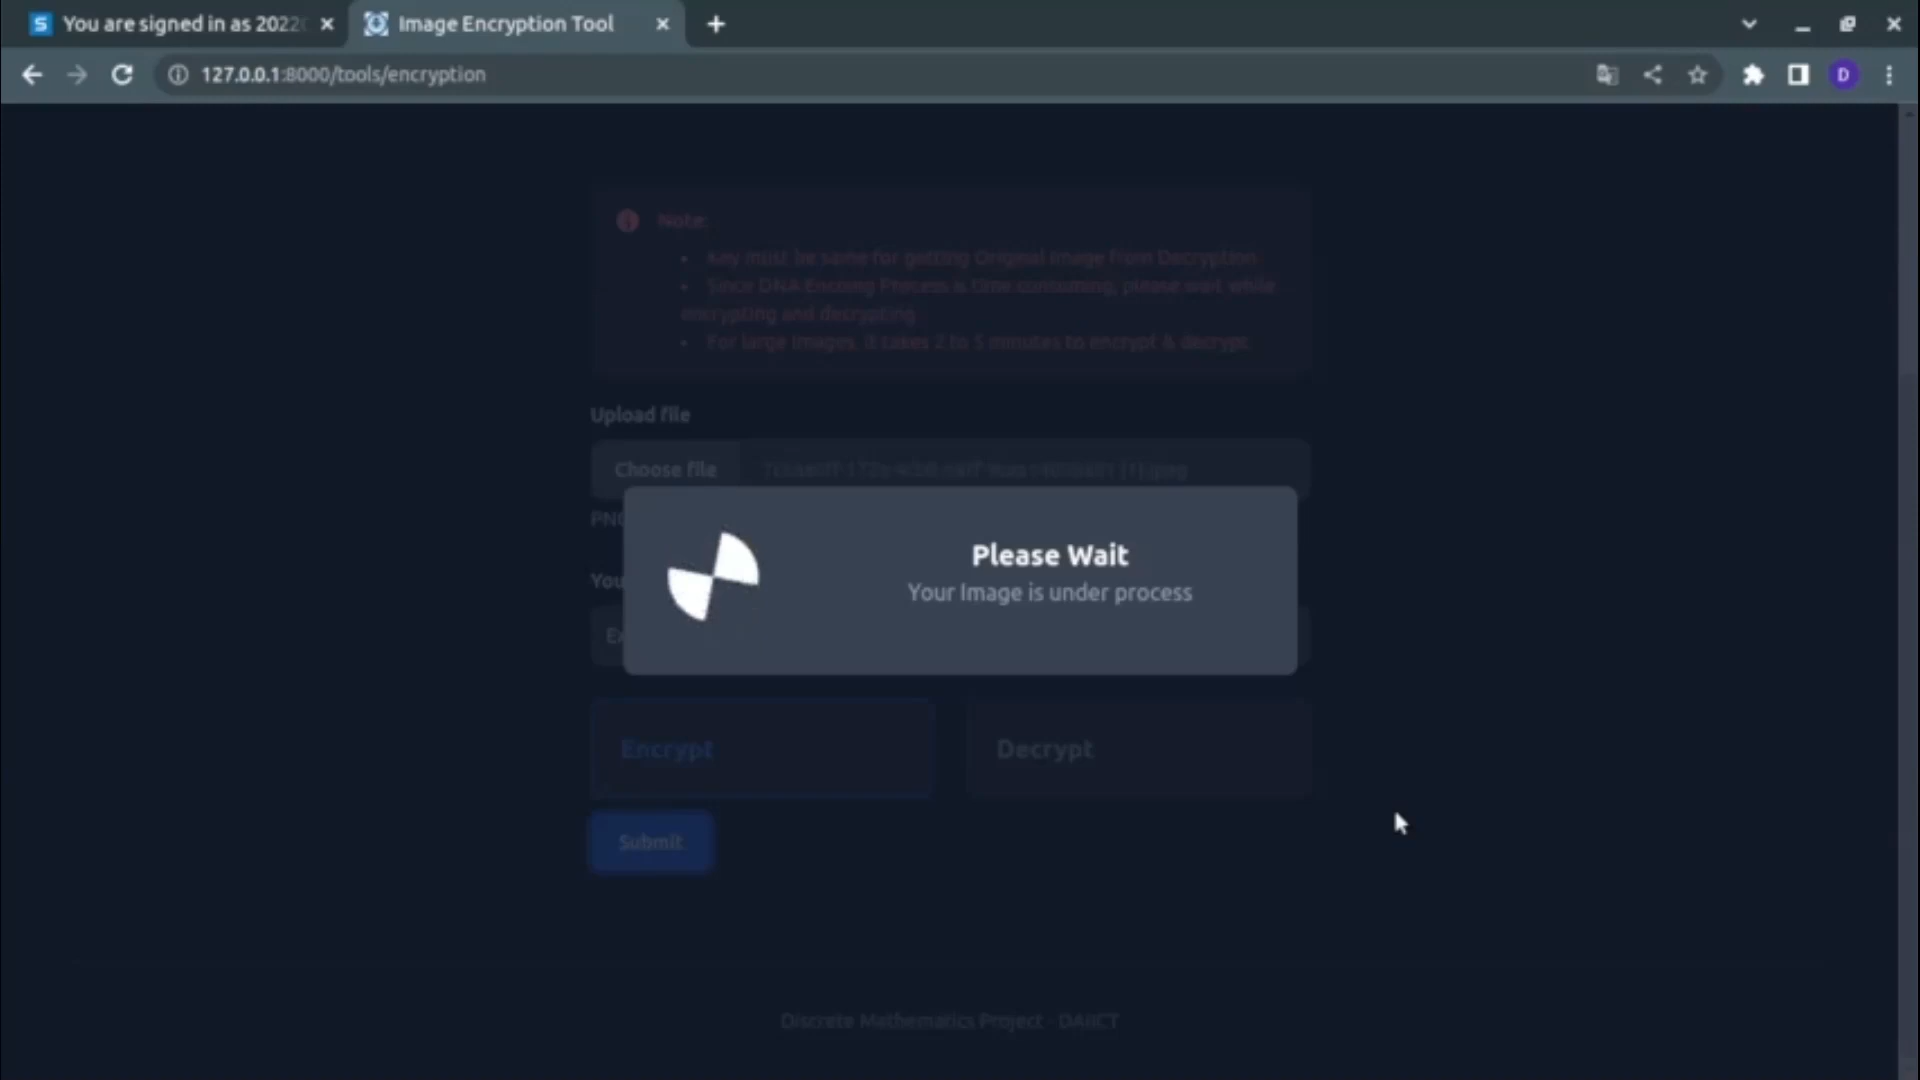 You are signed in as 2022
Image Encryption Tool
127.0.0.1:8000/tools/encryption
D
Note:
Key must be same for getting Original Image from Decryption
Since DNA Encoding Process is time consuming, please wait while
encrypting and decrypting
For large images, it takes 2 to 5 minutes to encrypt & decrypt.
Upload file
Choose file
PN
Please Wait
Your Image is under process
You
Encrypt
Decrypt
Submit
Discrete Mathematics Project - DAIICT